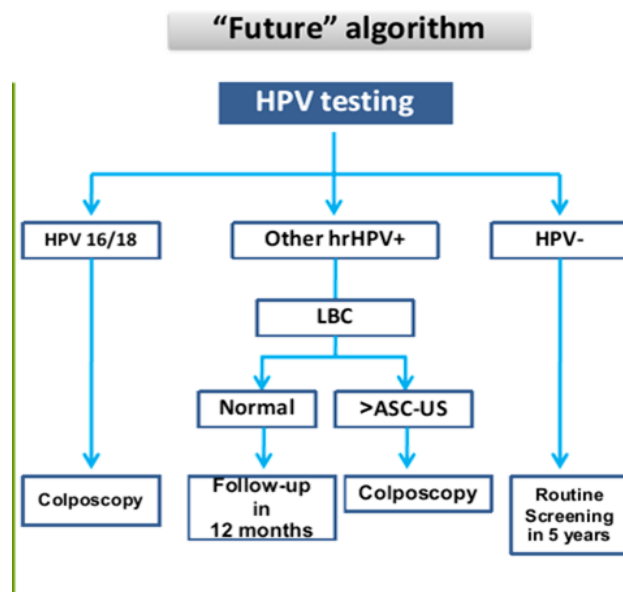 “Future” algorithm
HPV testing
HPV 16/18
Other hrHPV+
HPV-
LBC
Normal
>ASC-US
Colposcopy
Follow-up
in
12 months
Colposcopy
Routine
Screening
in 5 years